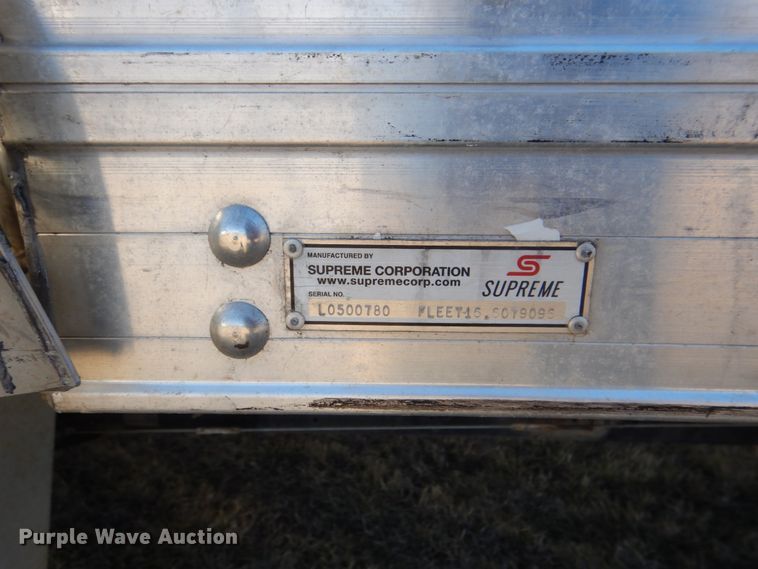 MANUFACTURED BY
SUPREME CORPORATION
www.supremecorp.com
SUPREME
SERIAL NO.
L0500780
Purple Wave Auction